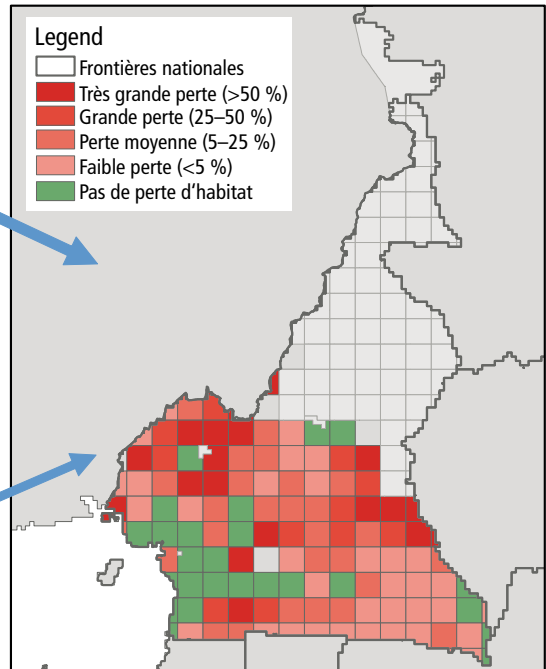 Legend
Frontières nationales
Très grande perte (>50 %)
Grande perte (25–50 %)
Perte moyenne (5–25 %)
Faible perte (<5 %)
Pas de perte d‘habitat